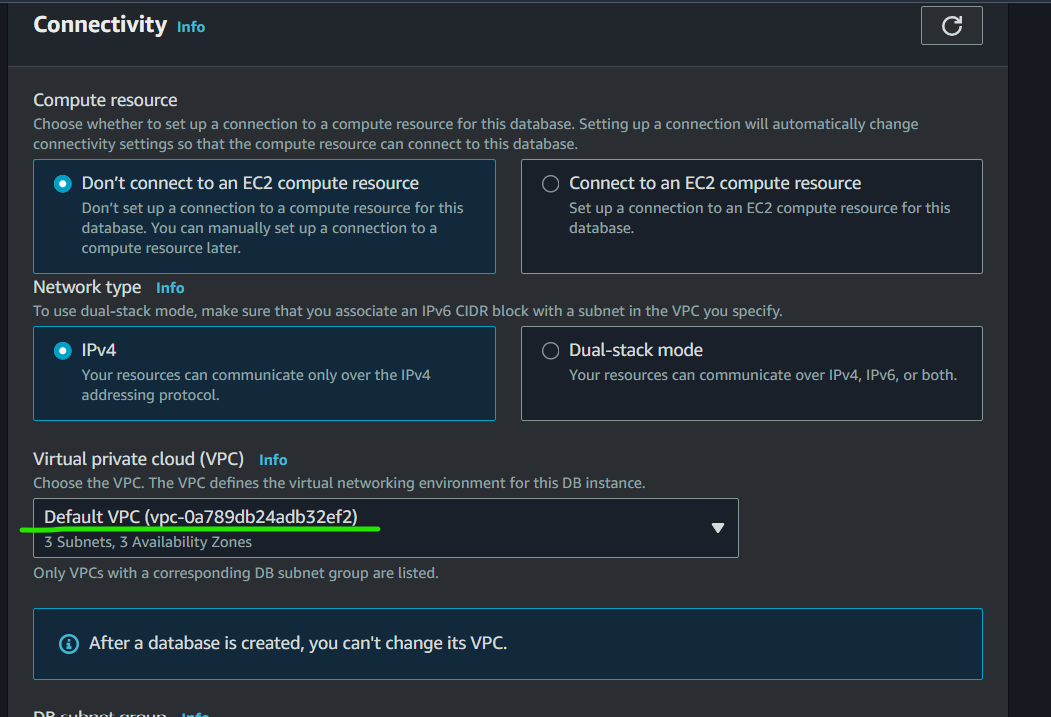 Connectivity Info
Compute resource
Choose whether to set up a connection to a compute resource for this database. Setting up a connection will automatically change
connectivity settings so that the compute resource can connect to this database.
Don’t connect to an EC2 compute resource
Don’t set up a connection to a compute resource for this
database. You can manually set up a connection to a
compute resource later.
Connect to an EC2 compute resource
Set up a connection to an EC2 compute resource for this
database.
Network type Info
To use dual-stack mode, make sure that you associate an IPv6 CIDR block with a subnet in the VPC you specify.
IPv4
Your resources can communicate only over the IPv4
addressing protocol.
Dual-stack mode
Your resources can communicate over IPv4, IPv6, or both.
Virtual private cloud (VPC) Info
Choose the VPC. The VPC defines the virtual networking environment for this DB instance.
Default VPC (vpc-0a789db24adb32ef2)
3 Subnets, 3 Availability Zones
Only VPCs with a corresponding DB subnet group are listed.
After a database is created, you can't change its VPC.
DB subnet group Info